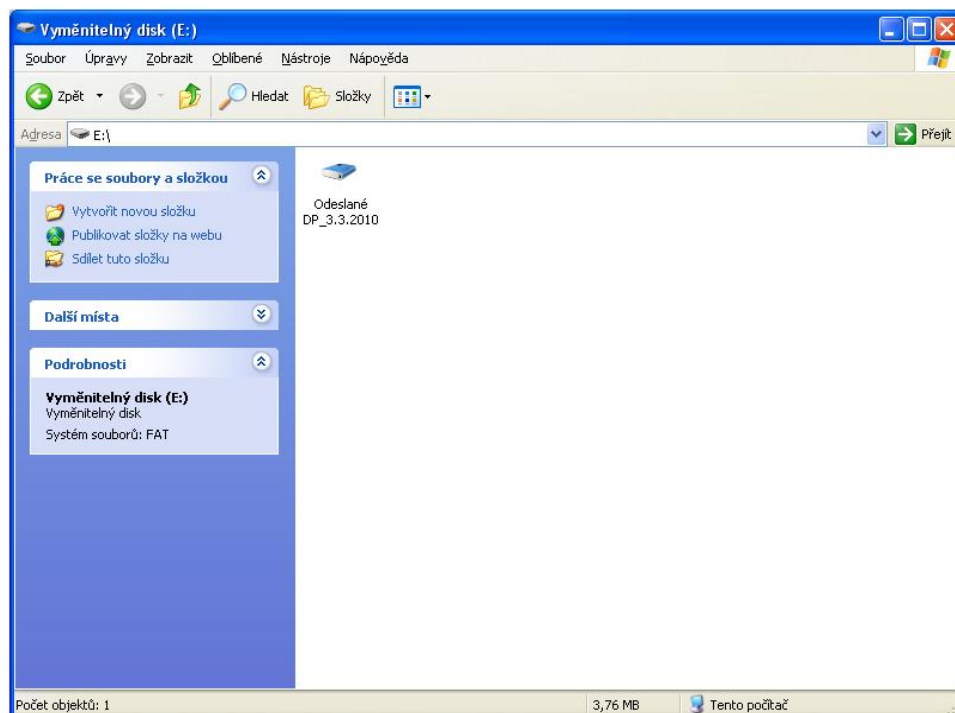 Vyměnitelný disk (E:)
Soubor Úpravy Zobrazit Oblíbené Nástroje Nápověda
Zpět Hledat Složky
Adresa E:\ Přejít
Práce se soubory a složkou
Vytvořit novou složku
Publikovat složky na webu
Sdílet tuto složku
Další místa
Podrobnosti
Vyměnitelný disk (E:)
Vyměnitelný disk
Systém souborů: FAT
Odeslané
DP_3.3.2010
Počet objektů: 1 3,76 MB Tento počítač